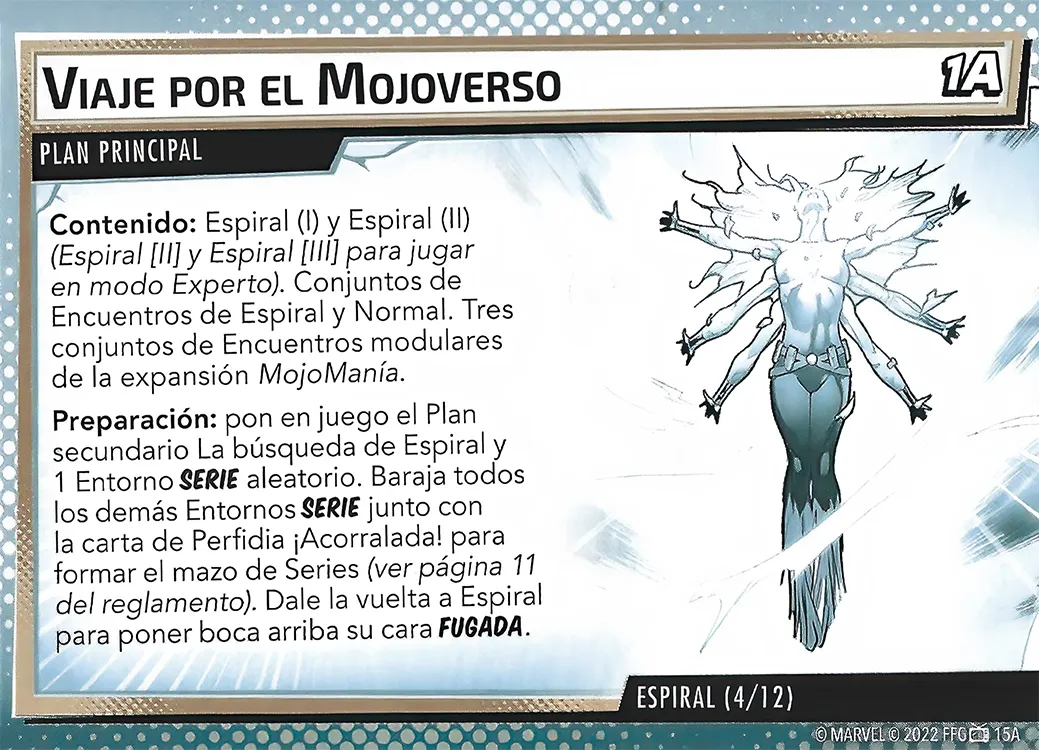 Viaje por el Mojoverso
1A
PLAN PRINCIPAL
Contenido: Espiral (I) y Espiral (II)
(Espiral [II] y Espiral [III] para jugar
en modo Experto). Conjuntos de
Encuentros de Espiral y Normal. Tres
conjuntos de Encuentros modulares
de la expansión MojoManía.
Preparación: pon en juego el Plan
secundario La búsqueda de Espiral y
1 Entorno SERIE aleatorio. Baraja todos
los demás Entornos SERIE junto con
la carta de Perfidia ¡Acorralada! para
formar el mazo de Series (ver página 11
del reglamento). Dale la vuelta a Espiral
para poner boca arriba su cara FUGADA.
ESPIRAL (4/12)
© MARVEL © 2022 FFG 15A